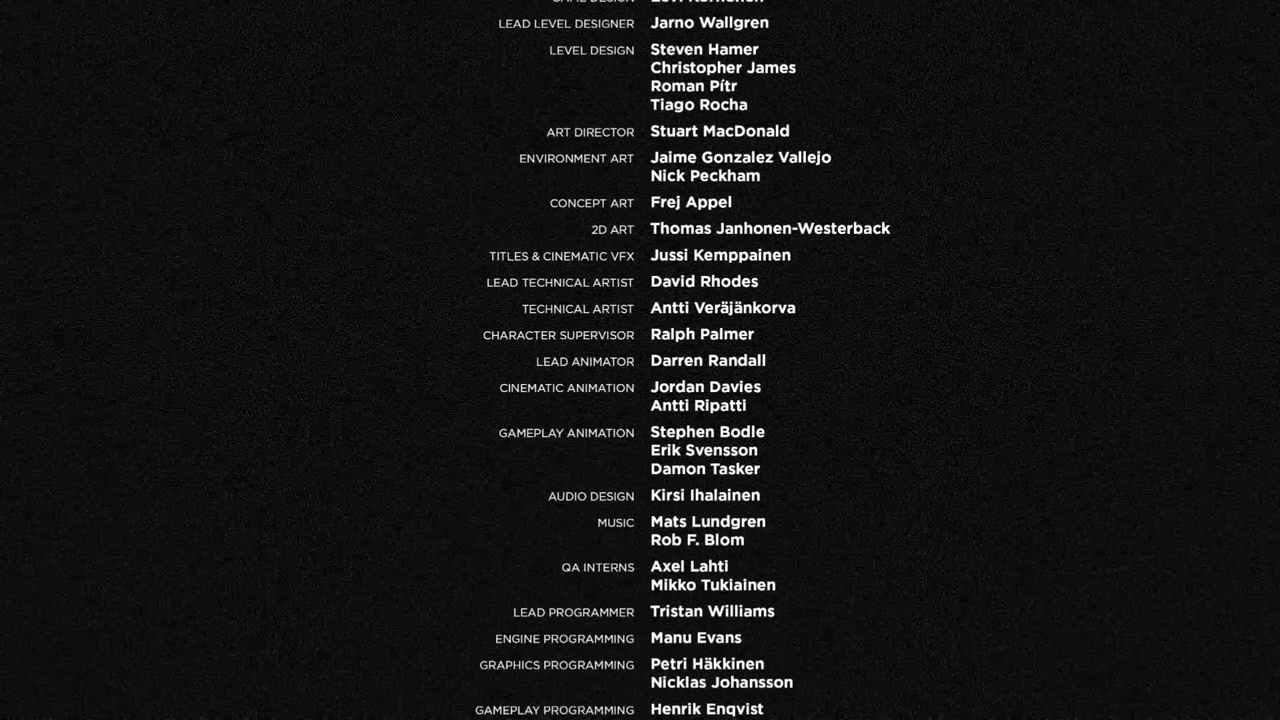 LEAD LEVEL DESIGNER Jarno Wallgren
LEVEL DESIGN Steven Hamer
Christopher James
Roman Pítr
Tiago Rocha
ART DIRECTOR Stuart MacDonald
ENVIRONMENT ART Jaime Gonzalez Vallejo
Nick Peckham
CONCEPT ART Frej Appel
2D ART Thomas Janhonen-Westerback
TITLES & CINEMATIC VFX Jussi Kemppainen
LEAD TECHNICAL ARTIST David Rhodes
TECHNICAL ARTIST Antti Veräjänkorva
CHARACTER SUPERVISOR Ralph Palmer
LEAD ANIMATOR Darren Randall
CINEMATIC ANIMATION Jordan Davies
Antti Ripatti
GAMEPLAY ANIMATION Stephen Bodle
Erik Svensson
Damon Tasker
AUDIO DESIGN Kirsi Ihalainen
MUSIC Mats Lundgren
Rob F. Blom
QA INTERNS Axel Lahti
Mikko Tukiainen
LEAD PROGRAMMER Tristan Williams
ENGINE PROGRAMMING Manu Evans
GRAPHICS PROGRAMMING Petri Häkkinen
Nicklas Johansson
GAMEPLAY PROGRAMMING Henrik Enqvist